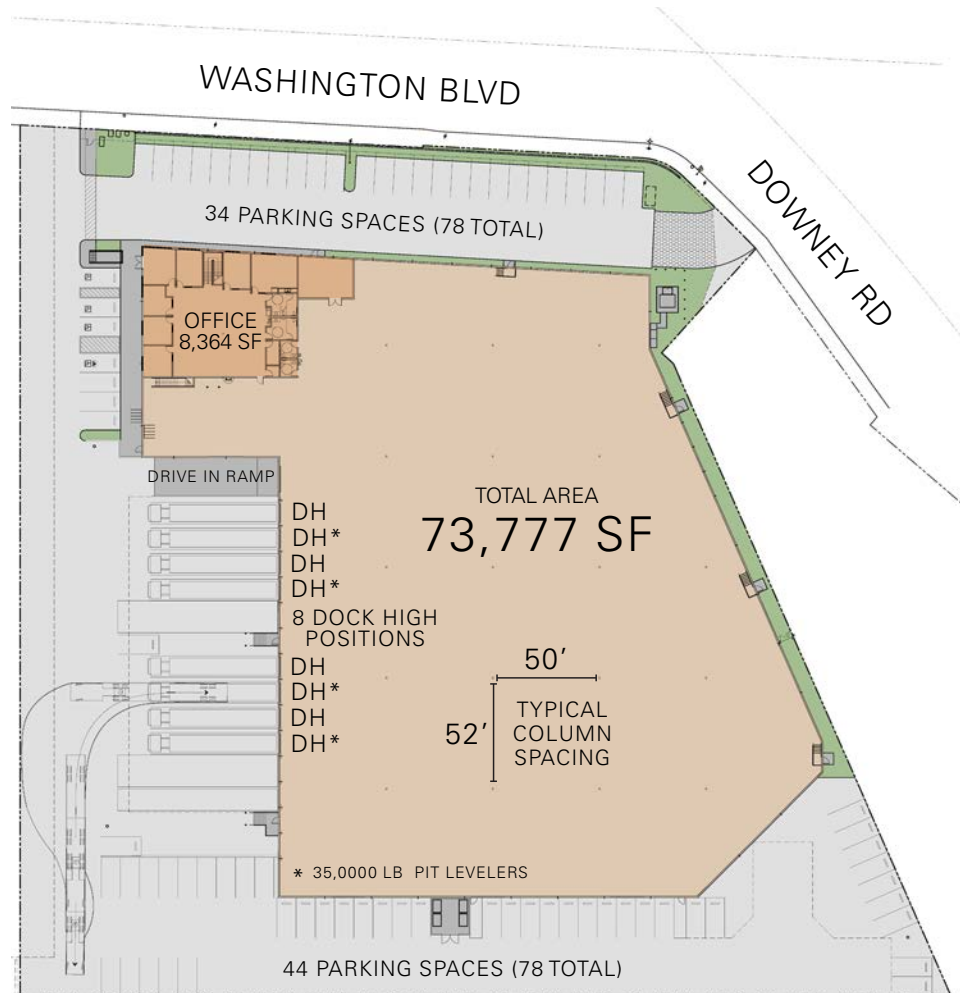 WASHINGTON BLVD
DOWNEY RD
34 PARKING SPACES (78 TOTAL)
OFFICE
8,364 SF
DRIVE IN RAMP
TOTAL AREA
73,777 SF
DH
DH*
DH
DH*
8 DOCK HIGH
POSITIONS
DH
DH*
DH
DH*
50’
52’
TYPICAL
COLUMN
SPACING
* 35,0000 LB PIT LEVELERS
44 PARKING SPACES (78 TOTAL)